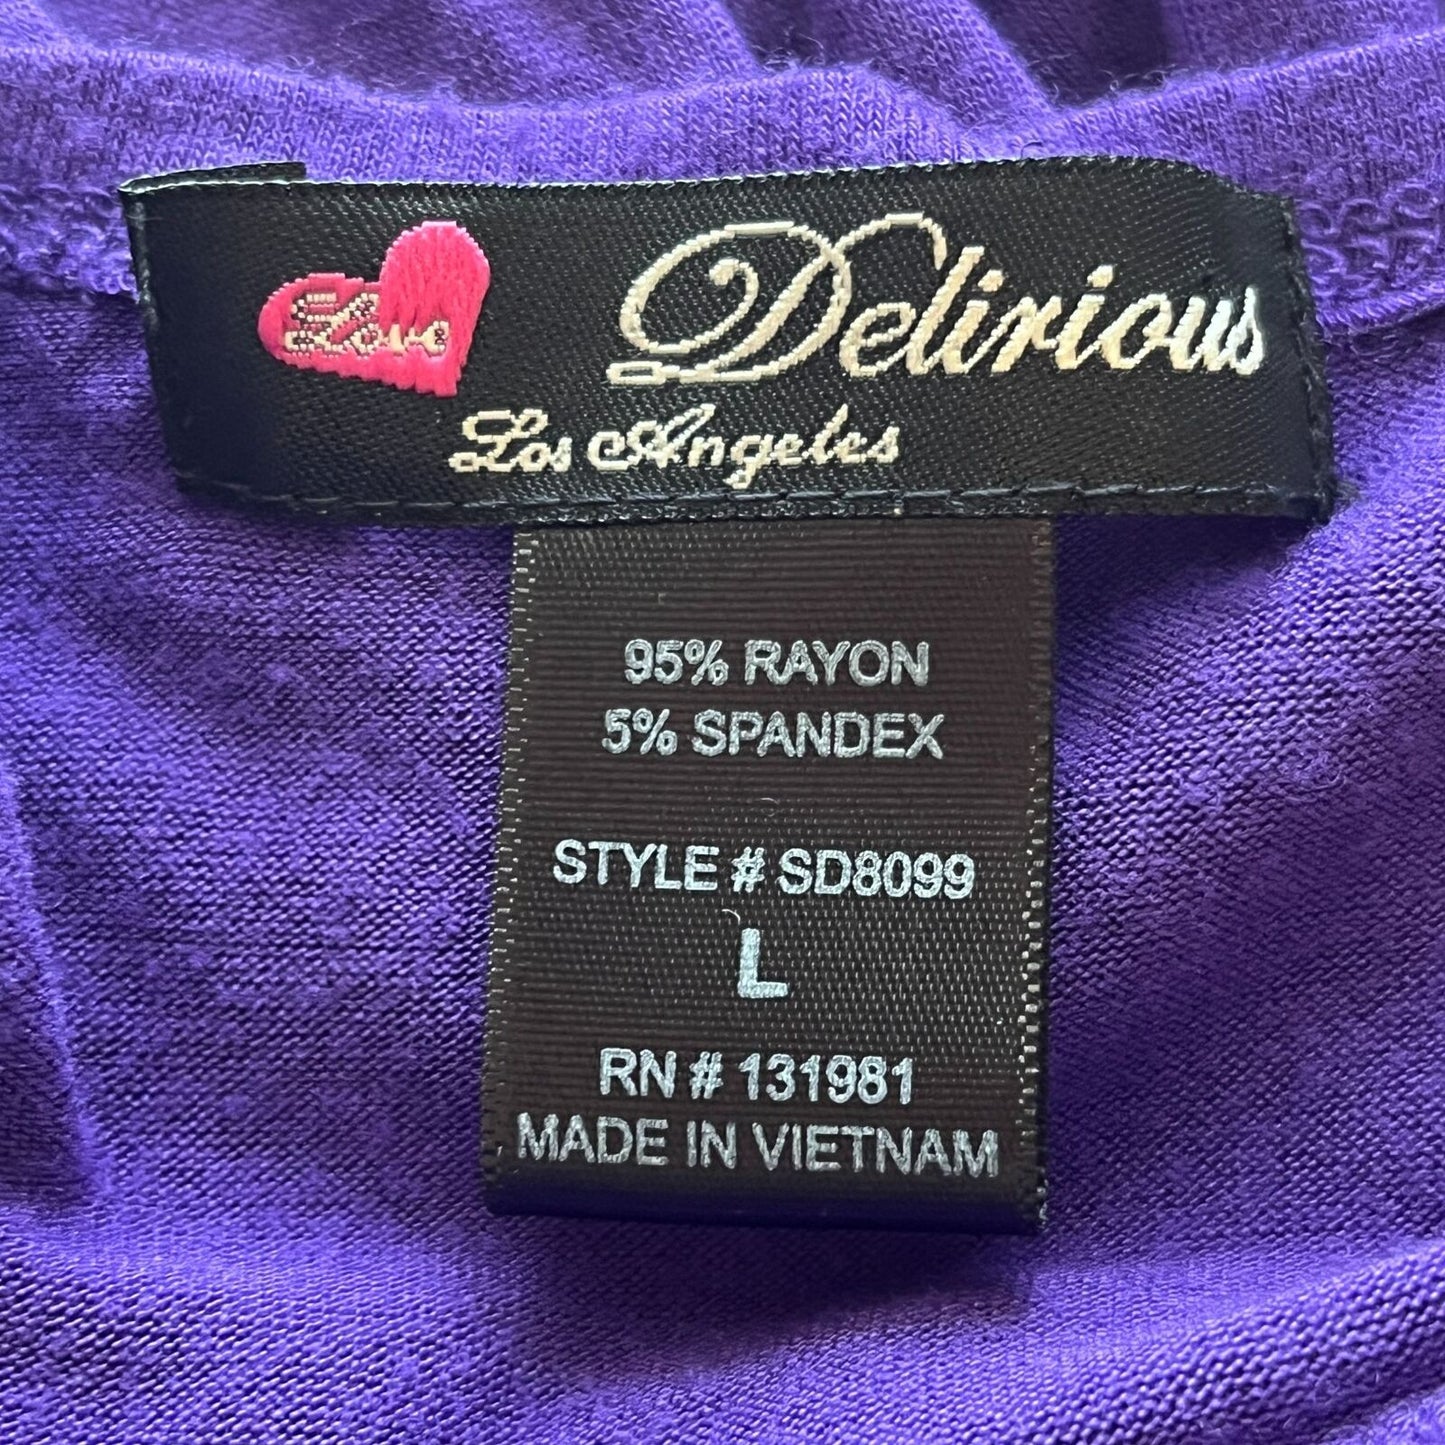 Love
Delirious
Los Angeles
95% RAYON
5% SPANDEX
STYLE # SD8099
L
RN # 131981
MADE IN VIETNAM